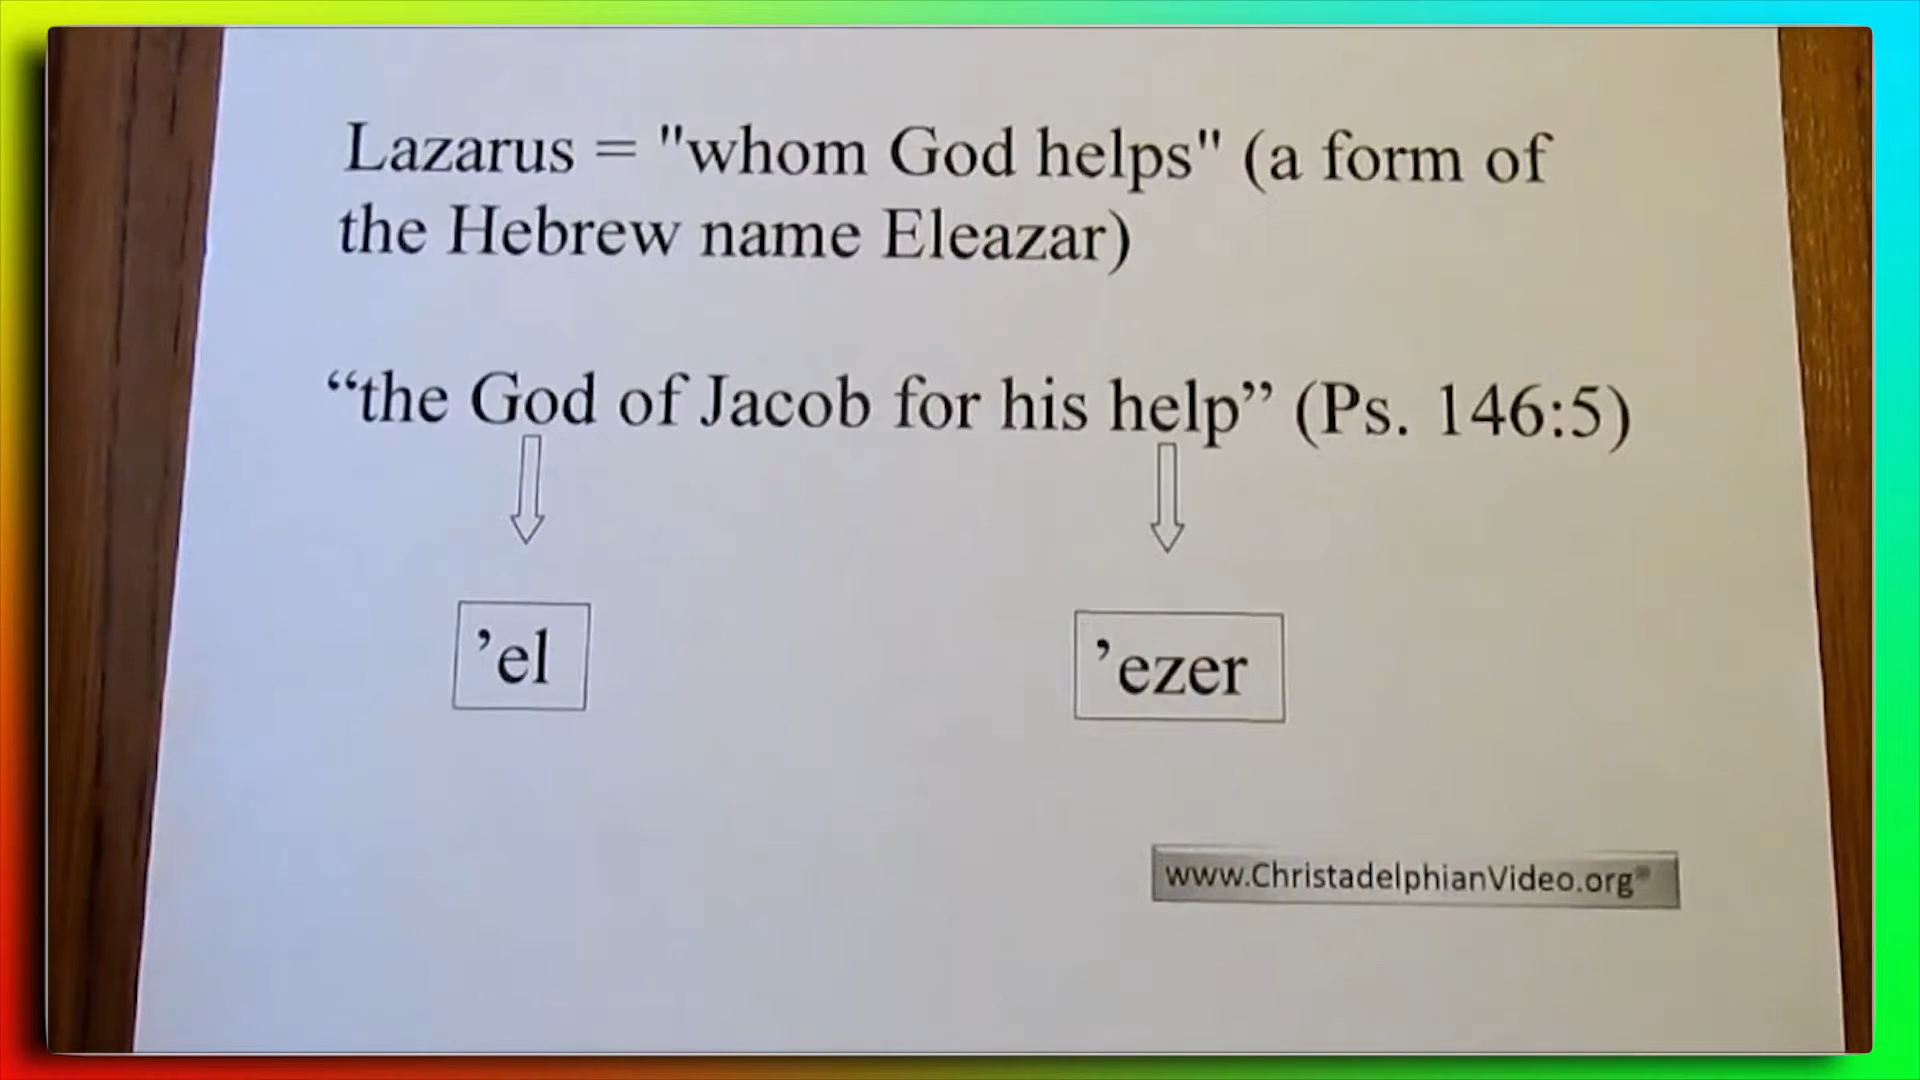 Lazarus = "whom God helps" (a form of
the Hebrew name Eleazar)
“the God of Jacob for his help” (Ps. 146:5)
’el
’ezer
www.ChristadelphianVideo.org®